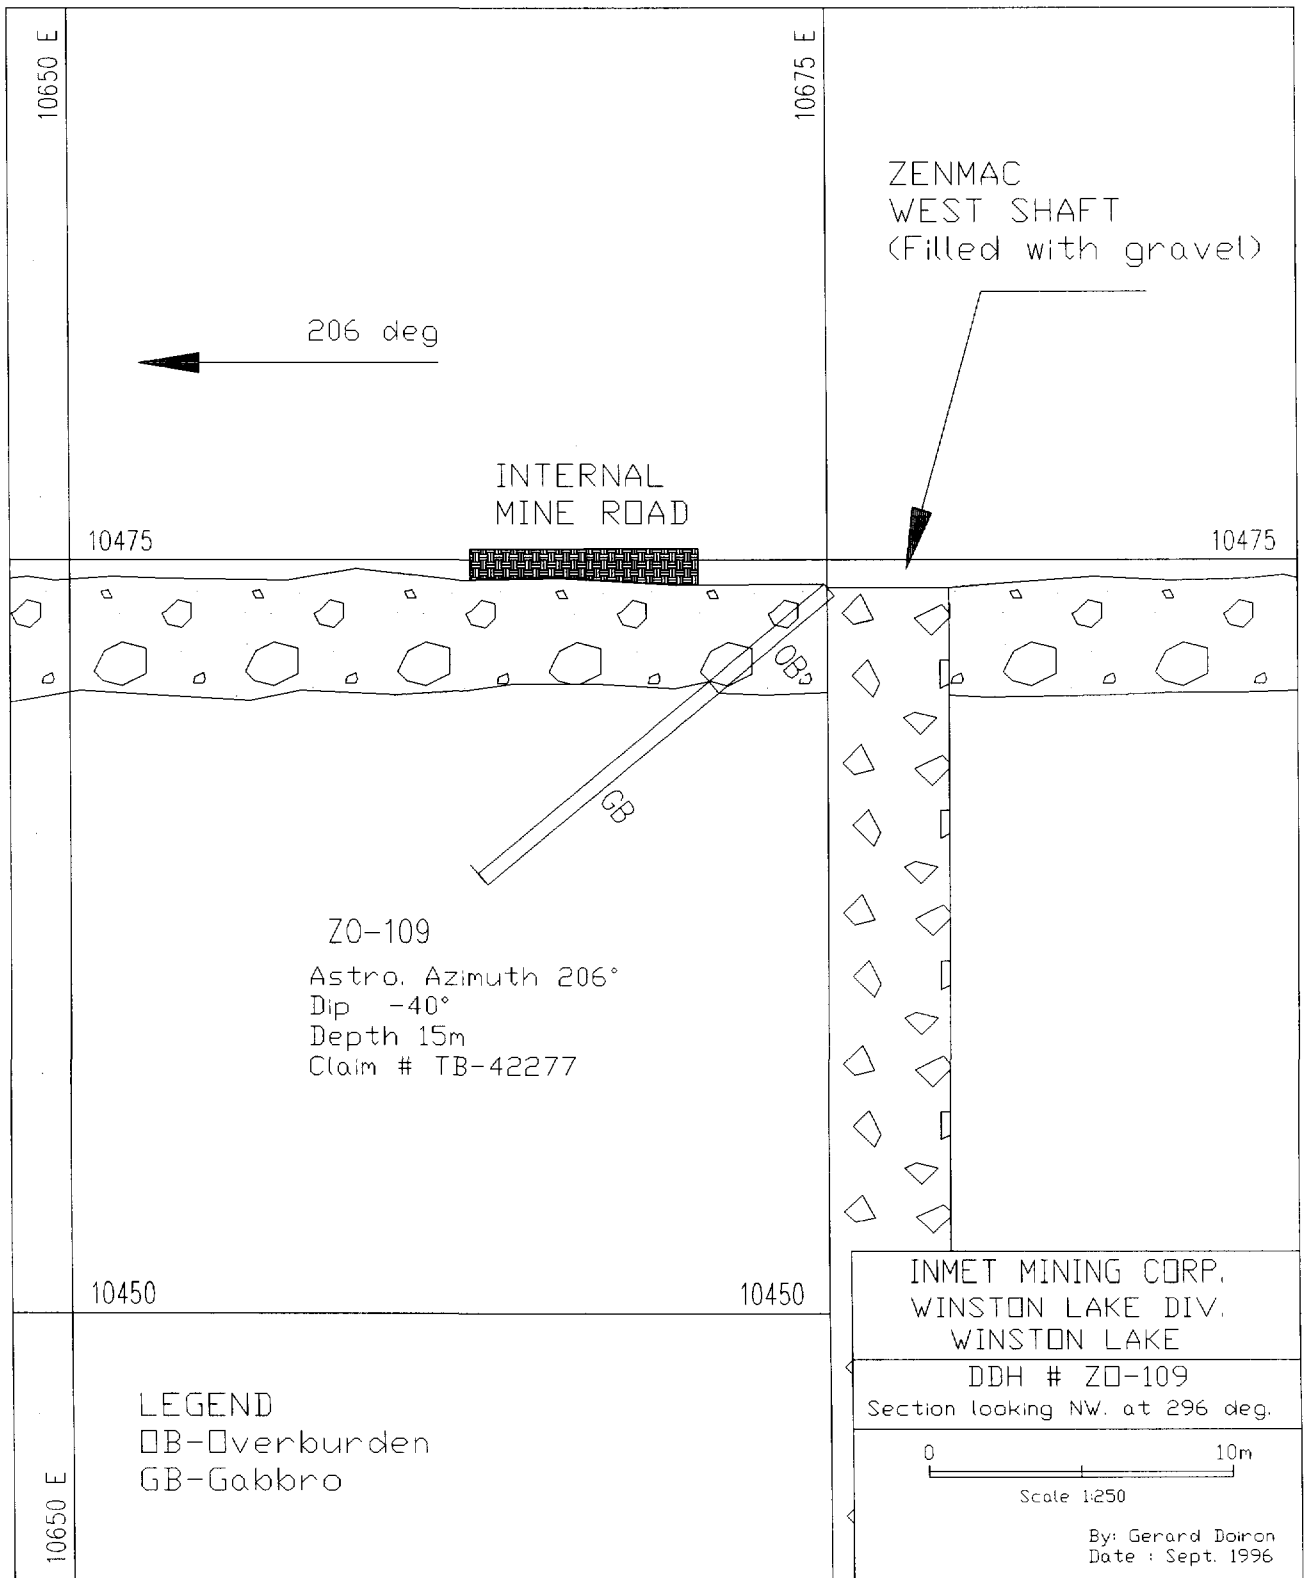 10650 E
10675 E
ZENMAC
WEST SHAFT
(Filled with gravel)
206 deg
INTERNAL
MINE ROAD
10475
10475
OB
GB
ZO-109
Astro. Azimuth 206°
Dip -40°
Depth 15m
Claim # TB-42277
10450
10450
LEGEND
OB-Overburden
GB-Gabbro
10650 E
INMET MINING CORP.
WINSTON LAKE DIV.
WINSTON LAKE
DDH # ZO-109
Section looking NW. at 296 deg.
0 10m
Scale 1:250
By: Gerard Doiron
Date : Sept. 1996